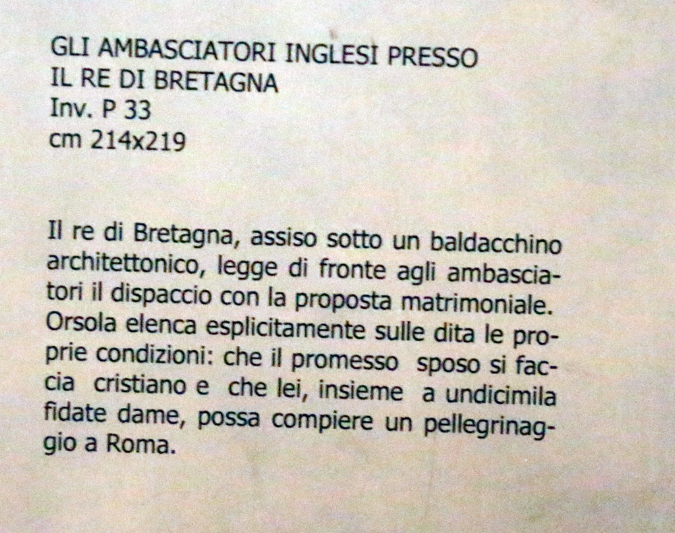 GLI AMBASCIATORI INGLESI PRESSO
IL RE DI BRETAGNA
Inv. P 33
cm 214x219
Il re di Bretagna, assiso sotto un baldacchino
architettonico, legge di fronte agli ambascia-
tori il dispaccio con la proposta matrimoniale.
Orsola elenca esplicitamente sulle dita le pro-
prie condizioni: che il promesso sposo si fac-
cia cristiano e che lei, insieme a undicimila
fidate dame, possa compiere un pellegrinag-
gio a Roma.